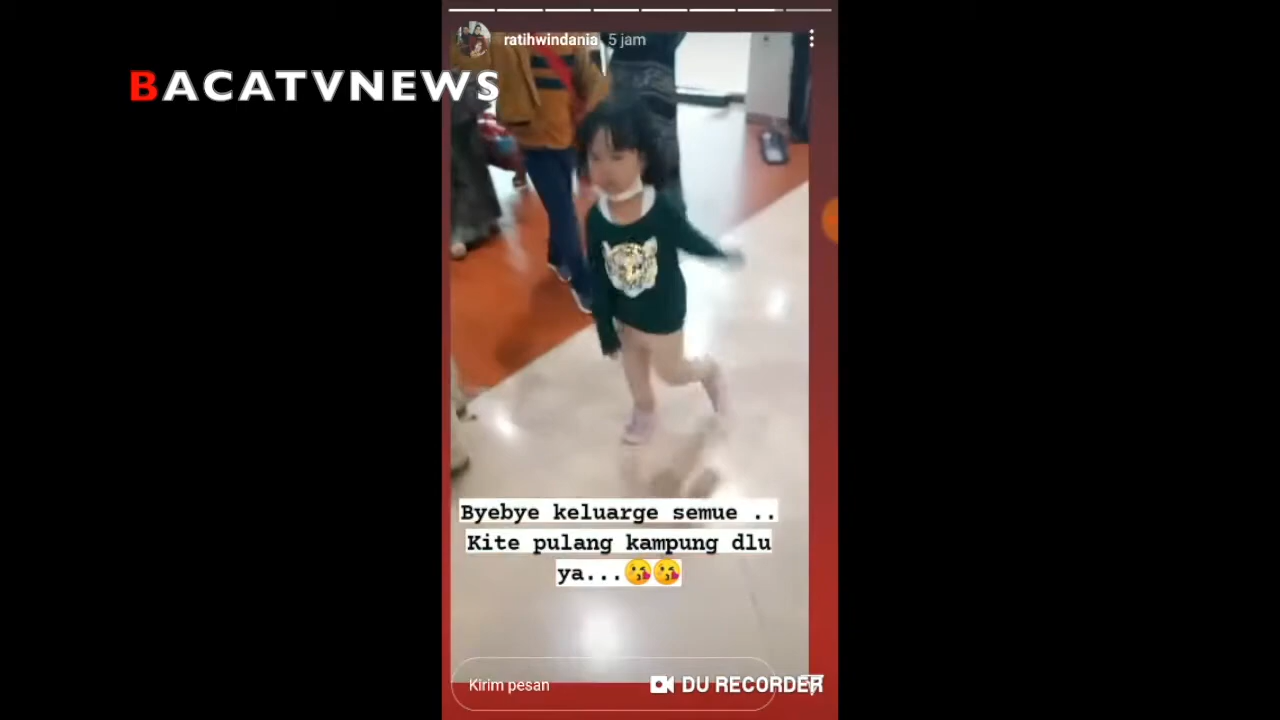 ratihwindania 5 jam
BACATVNEWS
Byebye keluarge semue ..
Kite pulang kampung dlu
ya...😘😘
Kirim pesan
DU RECORDER